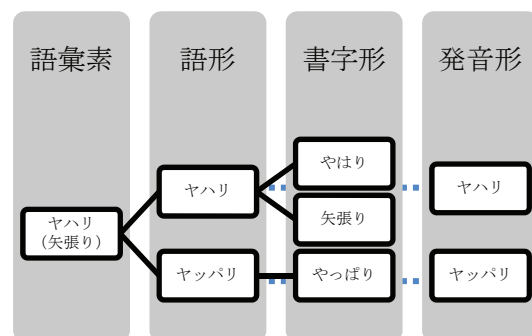 語彙素
語形
書字形
発音形
ヤハリ
（矢張り）
ヤハリ
ヤッパリ
やはり
矢張り
やっぱり
ヤハリ
ヤッパリ